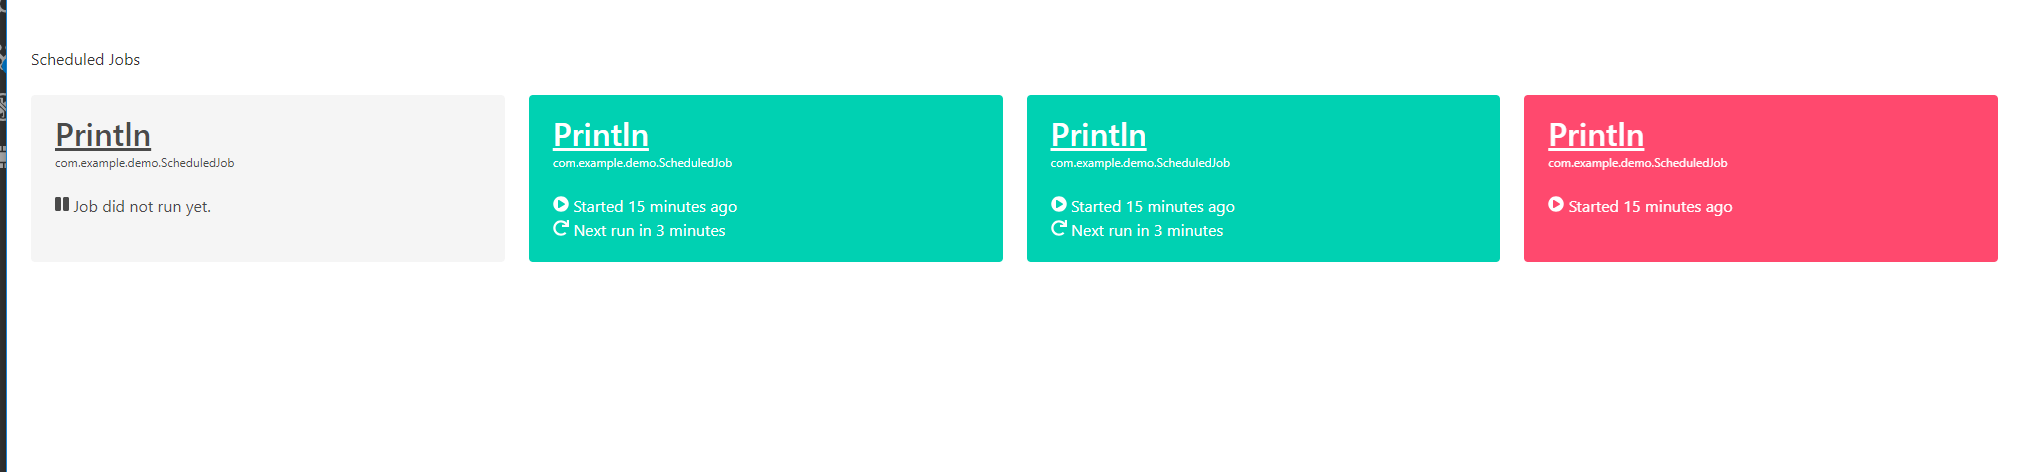 Scheduled Jobs
Println
com.example.demo.ScheduledJob
Job did not run yet.
Println
com.example.demo.ScheduledJob
Started 15 minutes ago
Next run in 3 minutes
Println
com.example.demo.ScheduledJob
Started 15 minutes ago
Next run in 3 minutes
Println
com.example.demo.ScheduledJob
Started 15 minutes ago